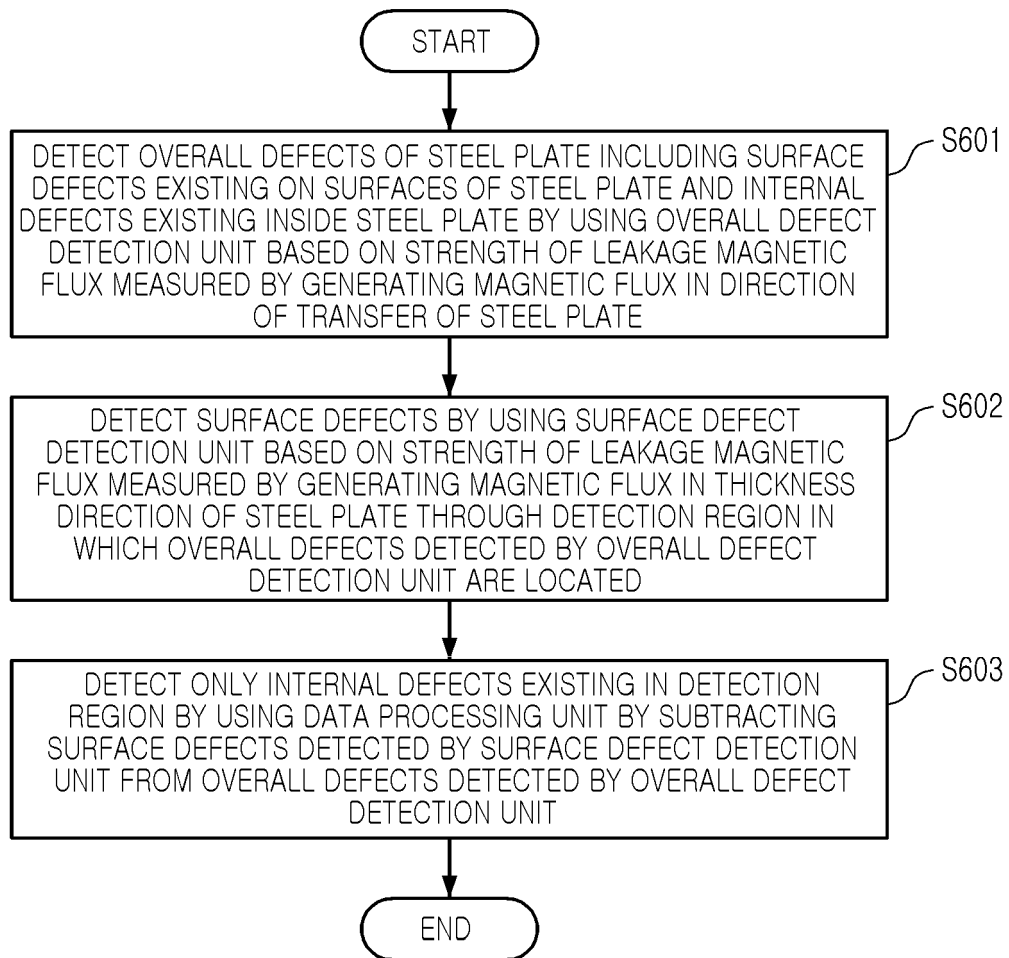 START
DETECT OVERALL DEFECTS OF STEEL PLATE INCLUDING SURFACE
DEFECTS EXISTING ON SURFACES OF STEEL PLATE AND INTERNAL
DEFECTS EXISTING INSIDE STEEL PLATE BY USING OVERALL DEFECT
DETECTION UNIT BASED ON STRENGTH OF LEAKAGE MAGNETIC
FLUX MEASURED BY GENERATING MAGNETIC FLUX IN DIRECTION
OF TRANSFER OF STEEL PLATE
S601
DETECT SURFACE DEFECTS BY USING SURFACE DEFECT
DETECTION UNIT BASED ON STRENGTH OF LEAKAGE MAGNETIC
FLUX MEASURED BY GENERATING MAGNETIC FLUX IN THICKNESS
DIRECTION OF STEEL PLATE THROUGH DETECTION REGION IN
WHICH OVERALL DEFECTS DETECTED BY OVERALL DEFECT
DETECTION UNIT ARE LOCATED
S602
DETECT ONLY INTERNAL DEFECTS EXISTING IN DETECTION
REGION BY USING DATA PROCESSING UNIT BY SUBTRACTING
SURFACE DEFECTS DETECTED BY SURFACE DEFECT DETECTION
UNIT FROM OVERALL DEFECTS DETECTED BY OVERALL DEFECT
DETECTION UNIT
S603
END